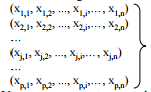 (x₁,₁, x₁,₂, ..., x₁,ᵢ,..., x₁,ₙ)
(x₂,₁, x₂,₂, ..., x₂,ᵢ,..., x₂,ₙ)
...
(xⱼ,₁, xⱼ,₂, ..., xⱼ,ᵢ,..., xⱼ,ₙ)
...
(xₚ,₁, xₚ,₂, ..., xₚ,ᵢ,..., xₚ,ₙ)